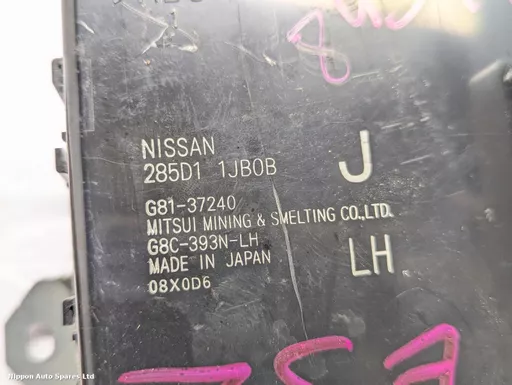 NISSAN
285D1 1JB0B
J
G81-37240
MITSUI MINING & SMELTING CO.,LTD.
G8C-393N-LH
LH
MADE IN JAPAN
08X0D6
Nippon Auto Spares Ltd